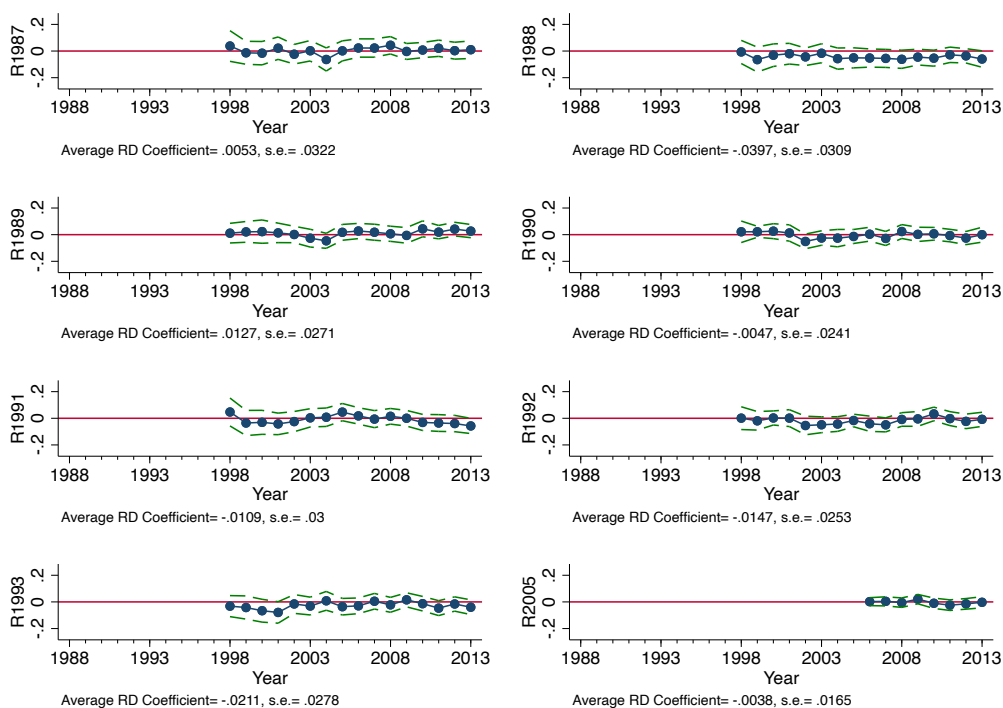 R1987
.2
0
-.2
1988 1993 1998 2003 2008 2013
Year
Average RD Coefficient= .0053, s.e.= .0322
R1988
.2
0
-.2
1988 1993 1998 2003 2008 2013
Year
Average RD Coefficient= -.0397, s.e.= .0309
R1989
.2
0
-.2
1988 1993 1998 2003 2008 2013
Year
Average RD Coefficient= .0127, s.e.= .0271
R1990
.2
0
-.2
1988 1993 1998 2003 2008 2013
Year
Average RD Coefficient= -.0047, s.e.= .0241
R1991
.2
0
-.2
1988 1993 1998 2003 2008 2013
Year
Average RD Coefficient= -.0109, s.e.= .03
R1992
.2
0
-.2
1988 1993 1998 2003 2008 2013
Year
Average RD Coefficient= -.0147, s.e.= .0253
R1993
.2
0
-.2
1988 1993 1998 2003 2008 2013
Year
Average RD Coefficient= -.0211, s.e.= .0278
R2005
.2
0
-.2
1988 1993 1998 2003 2008 2013
Year
Average RD Coefficient= -.0038, s.e.= .0165